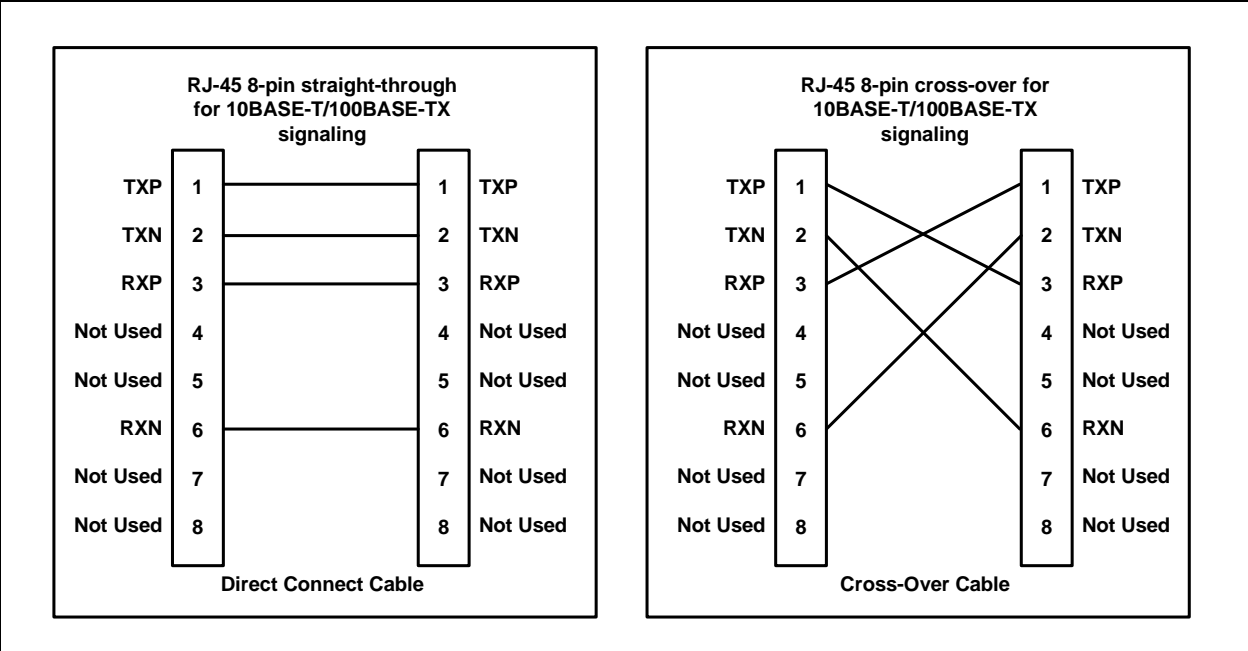 RJ-45 8-pin straight-through
for 10BASE-T/100BASE-TX
signaling
TXP 1 1 TXP
TXN 2 2 TXN
RXP 3 3 RXP
Not Used 4 4 Not Used
Not Used 5 5 Not Used
RXN 6 6 RXN
Not Used 7 7 Not Used
Not Used 8 8 Not Used
Direct Connect Cable
RJ-45 8-pin cross-over for
10BASE-T/100BASE-TX
signaling
TXP 1 1 TXP
TXN 2 2 TXN
RXP 3 3 RXP
Not Used 4 4 Not Used
Not Used 5 5 Not Used
RXN 6 6 RXN
Not Used 7 7 Not Used
Not Used 8 8 Not Used
Cross-Over Cable